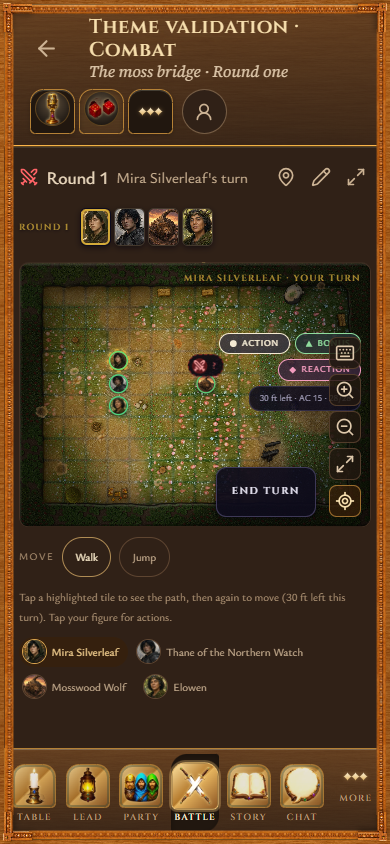 THEME VALIDATION ·
COMBAT
The moss bridge · Round one
Round 1 Mira Silverleaf's turn
ROUND 1
MIRA SILVERLEAF · YOUR TURN
ACTION
REACTION
30 ft left · AC 15 ·
END TURN
MOVE Walk Jump
Tap a highlighted tile to see the path, then again to move (30 ft left this
turn). Tap your figure for actions.
Mira Silverleaf Thane of the Northern Watch
Mosswood Wolf Elowen
TABLE LEAD PARTY BATTLE STORY CHAT MORE